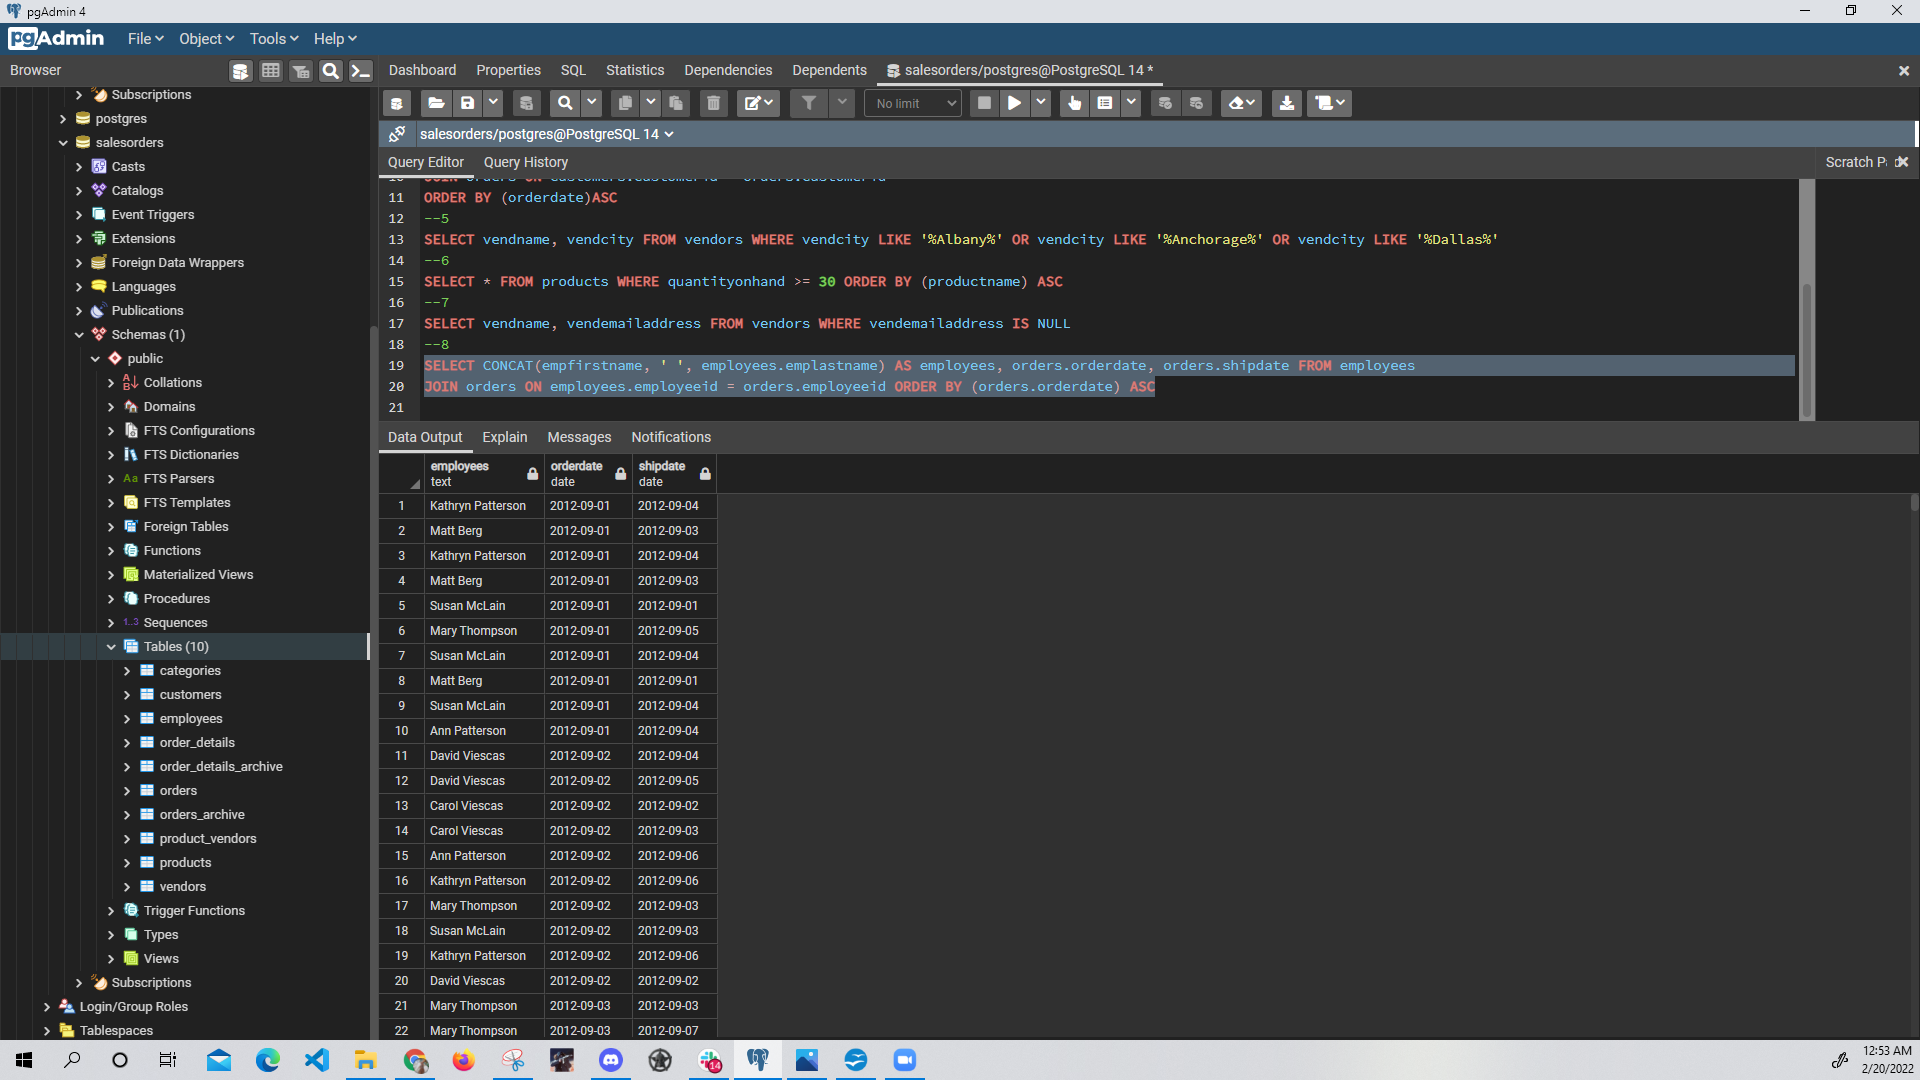 pgAdmin 4
pgAdmin File Object Tools Help
Browser
Dashboard Properties SQL Statistics Dependencies Dependents salesorders/postgres@PostgreSQL 14 *
No limit
salesorders/postgres@PostgreSQL 14
Query Editor Query History
Scratch P
Subscriptions
postgres
salesorders
Casts
Catalogs
Event Triggers
Extensions
Foreign Data Wrappers
Languages
Publications
Schemas (1)
public
Collations
Domains
FTS Configurations
FTS Dictionaries
Aa FTS Parsers
FTS Templates
Foreign Tables
Functions
Materialized Views
Procedures
1..3 Sequences
Tables (10)
categories
customers
employees
order_details
order_details_archive
orders
orders_archive
product_vendors
products
vendors
Trigger Functions
Types
Views
Subscriptions
Login/Group Roles
Tablespaces
10 JOIN orders ON customers.customerid = orders.customerid
11 ORDER BY (orderdate)ASC
12 --5
13 SELECT vendname, vendcity FROM vendors WHERE vendcity LIKE '%Albany%' OR vendcity LIKE '%Anchorage%' OR vendcity LIKE '%Dallas%'
14 --6
15 SELECT * FROM products WHERE quantityonhand >= 30 ORDER BY (productname) ASC
16 --7
17 SELECT vendname, vendemailaddress FROM vendors WHERE vendemailaddress IS NULL
18 --8
19 SELECT CONCAT(empfirstname, ' ', employees.emplastname) AS employees, orders.orderdate, orders.shipdate FROM employees
20 JOIN orders ON employees.employeeid = orders.employeeid ORDER BY (orders.orderdate) ASC
21
Data Output Explain Messages Notifications
employees orderdate shipdate
text date date
1 Kathryn Patterson 2012-09-01 2012-09-04
2 Matt Berg 2012-09-01 2012-09-03
3 Kathryn Patterson 2012-09-01 2012-09-04
4 Matt Berg 2012-09-01 2012-09-03
5 Susan McLain 2012-09-01 2012-09-01
6 Mary Thompson 2012-09-01 2012-09-05
7 Susan McLain 2012-09-01 2012-09-04
8 Matt Berg 2012-09-01 2012-09-01
9 Susan McLain 2012-09-01 2012-09-04
10 Ann Patterson 2012-09-01 2012-09-04
11 David Viescas 2012-09-02 2012-09-04
12 David Viescas 2012-09-02 2012-09-05
13 Carol Viescas 2012-09-02 2012-09-02
14 Carol Viescas 2012-09-02 2012-09-03
15 Ann Patterson 2012-09-02 2012-09-06
16 Kathryn Patterson 2012-09-02 2012-09-06
17 Mary Thompson 2012-09-02 2012-09-03
18 Susan McLain 2012-09-02 2012-09-03
19 Kathryn Patterson 2012-09-02 2012-09-06
20 David Viescas 2012-09-02 2012-09-02
21 Mary Thompson 2012-09-03 2012-09-03
22 Mary Thompson 2012-09-03 2012-09-07
14
12:53 AM
2/20/2022